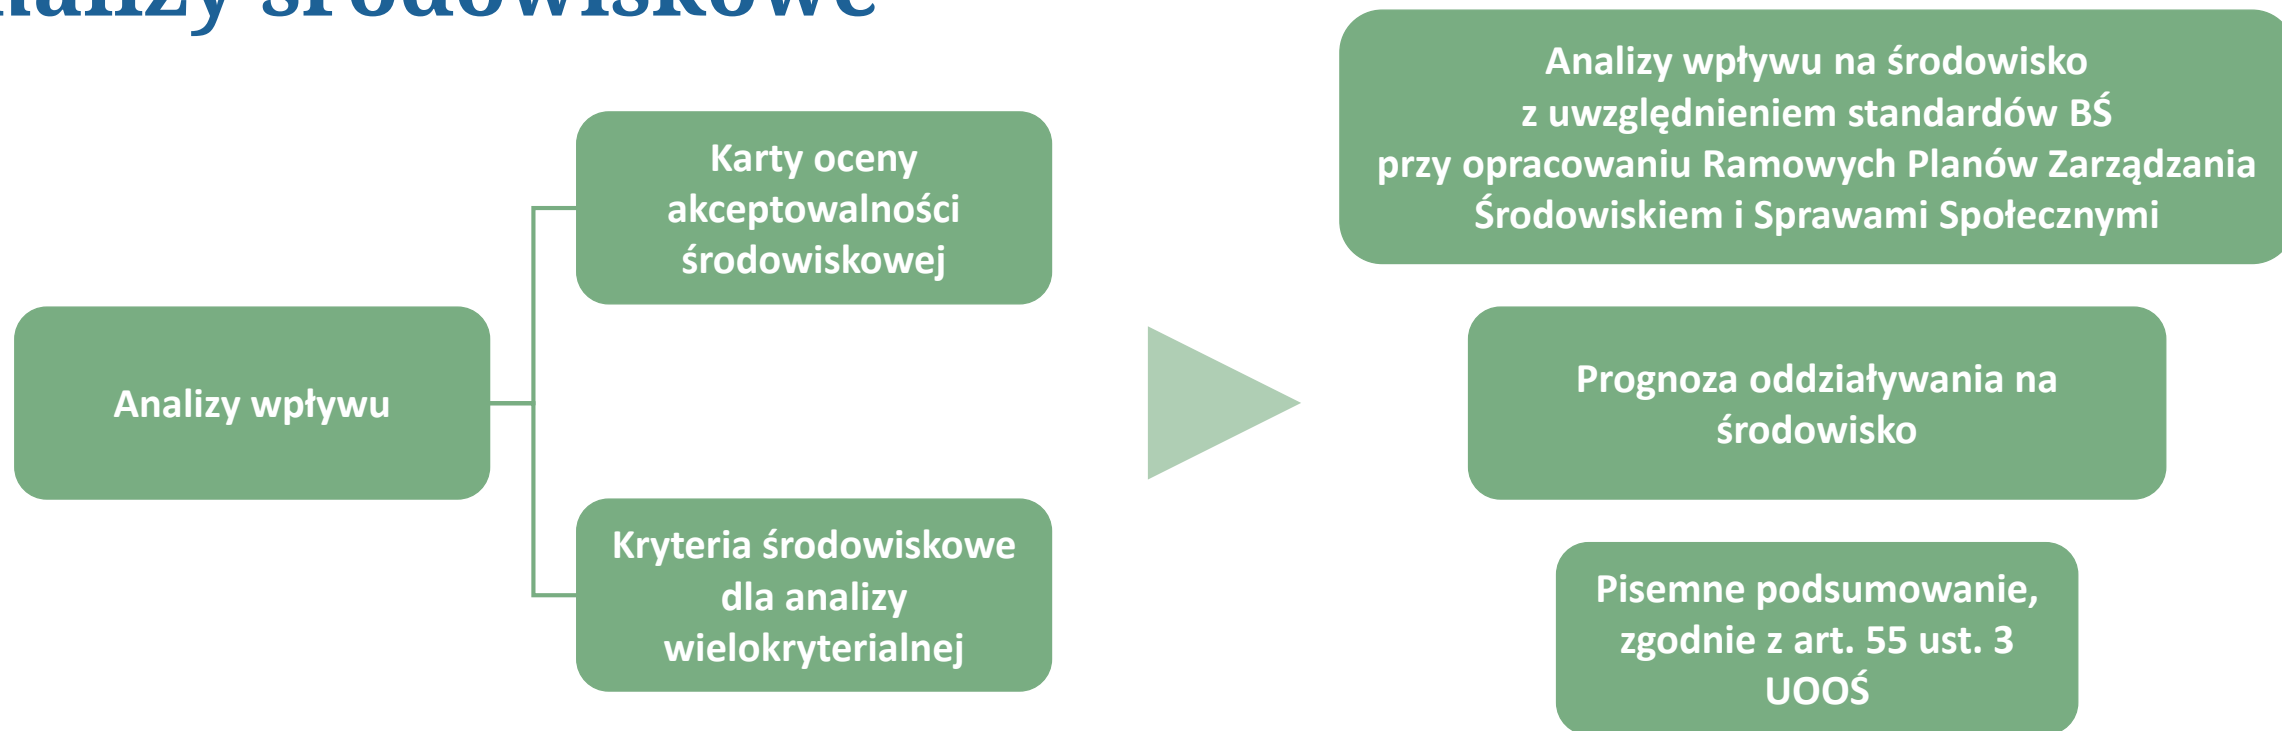 nalizy środowiskowe
Karty oceny
akceptowalności
środowiskowej
Analizy wpływu
Kryteria środowiskowe
dla analizy
wielokryterialnej
Analizy wpływu na środowisko
z uwzględnieniem standardów BŚ
przy opracowaniu Ramowych Planów Zarządzania
Środowiskiem i Sprawami Społecznymi
Prognoza oddziaływania na
środowisko
Pisemne podsumowanie,
zgodnie z art. 55 ust. 3
UOOŚ